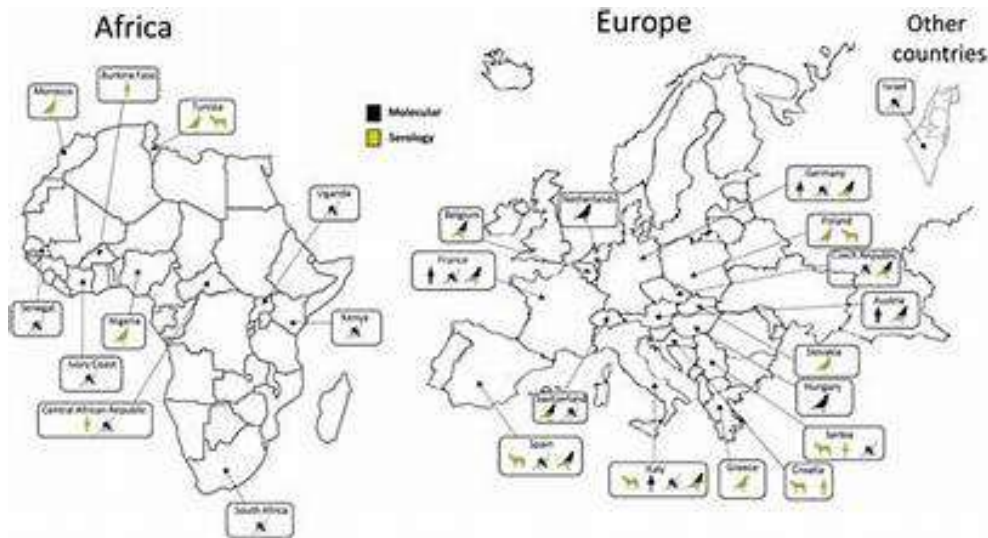 Africa
Europe
Other
countries
Burkina Faso
Morocco
Tunisia
Israel
Molecular
Serology
Uganda
Germany
Netherlands
Belgium
Poland
France
Czech Republic
Senegal
Nigeria
Kenya
Austria
Ivory Coast
Slovakia
Central African Republic
Switzerland
Hungary
Spain
Serbia
Italy
Greece
Croatia
South Africa